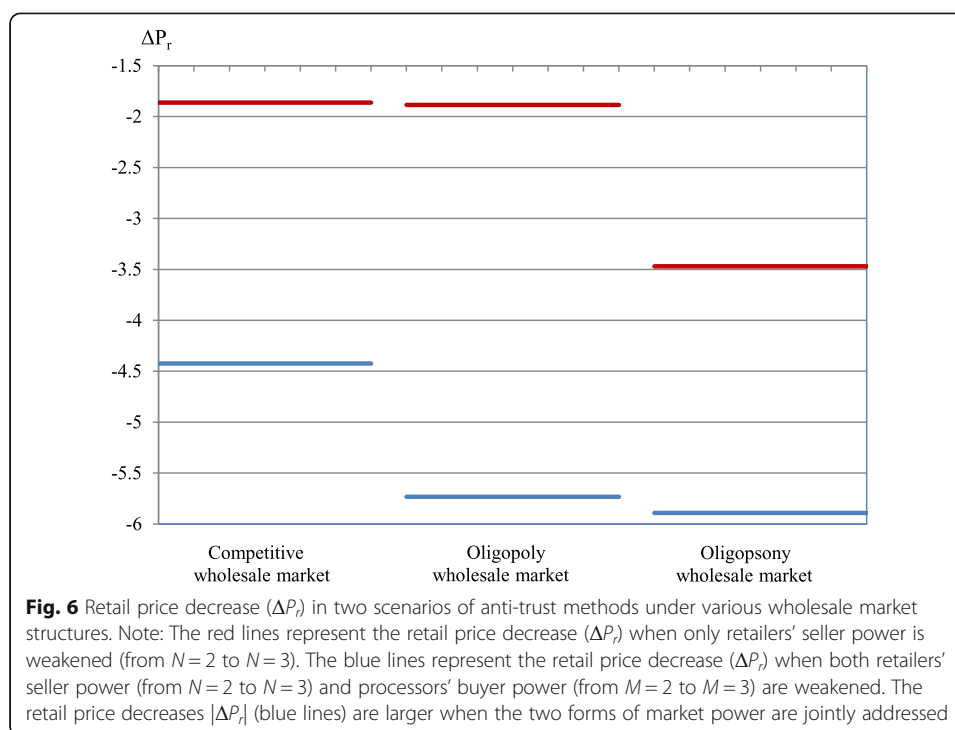 ΔPr
-1.5
-2
-2.5
-3
-3.5
-4
-4.5
-5
-5.5
-6
Competitive
wholesale market
Oligopoly
wholesale market
Oligopsony
wholesale market
Fig. 6 Retail price decrease (ΔPr) in two scenarios of anti-trust methods under various wholesale market
structures. Note: The red lines represent the retail price decrease (ΔPr) when only retailers’ seller power is
weakened (from N = 2 to N = 3). The blue lines represent the retail price decrease (ΔPr) when both retailers’
seller power (from N = 2 to N = 3) and processors’ buyer power (from M = 2 to M = 3) are weakened. The
retail price decreases |ΔPr| (blue lines) are larger when the two forms of market power are jointly addressed